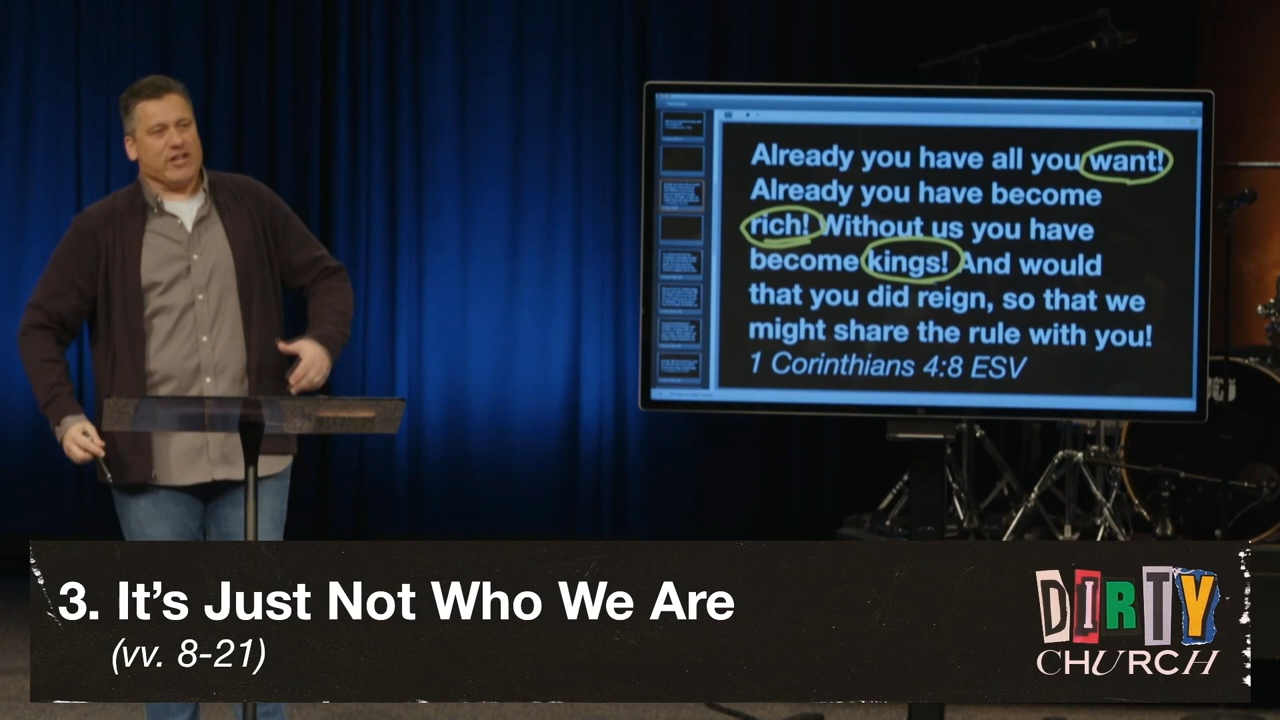 Already you have all you want!
Already you have become
rich! Without us you have
become kings! And would
that you did reign, so that we
might share the rule with you!
1 Corinthians 4:8 ESV
3. It's Just Not Who We Are
(vv. 8-21)
DIRTY
CHURCH